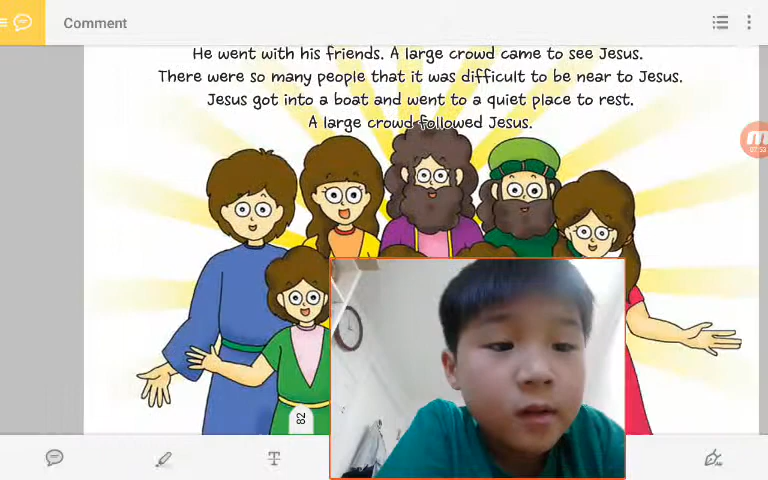 Comment
He went with his friends. A large crowd came to see Jesus.
There were so many people that it was difficult to be near to Jesus.
Jesus got into a boat and went to a quiet place to rest.
A large crowd followed Jesus.
82
T